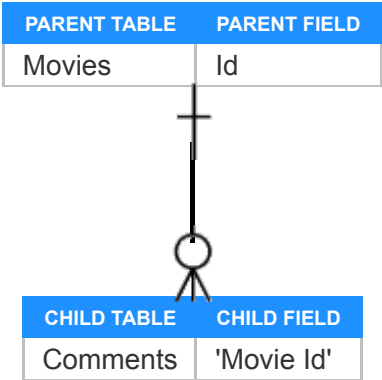 PARENT TABLE PARENT FIELD
Movies Id
CHILD TABLE CHILD FIELD
Comments 'Movie Id'